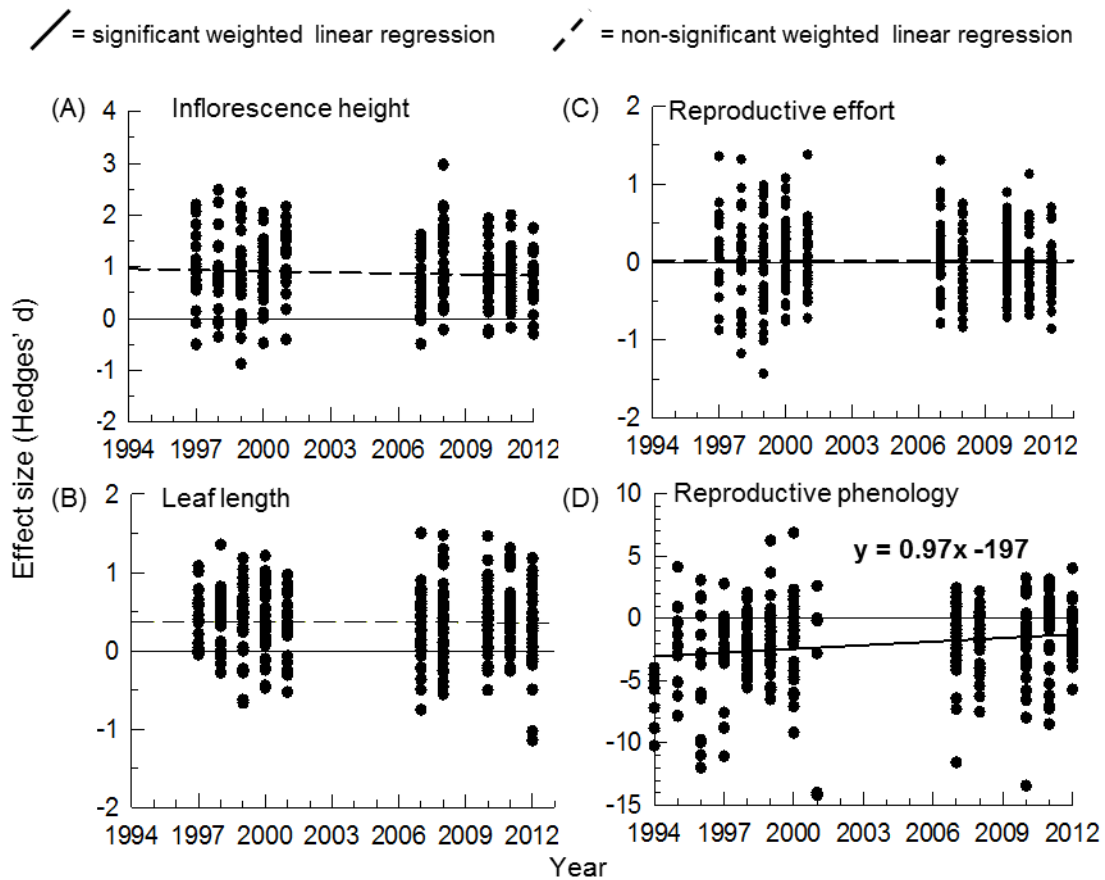 = significant weighted linear regression
= non-significant weighted linear regression
(A) Inflorescence height
4
3
2
1
0
-1
-2
1994 1997 2000 2003 2006 2009 2012
(C) Reproductive effort
2
1
0
-1
-2
1994 1997 2000 2003 2006 2009 2012
Effect size (Hedges' d)
(B) Leaf length
2
1
0
-1
-2
1994 1997 2000 2003 2006 2009 2012
(D) Reproductive phenology
y = 0.97x -197
10
5
0
-5
-10
-15
1994 1997 2000 2003 2006 2009 2012
Year